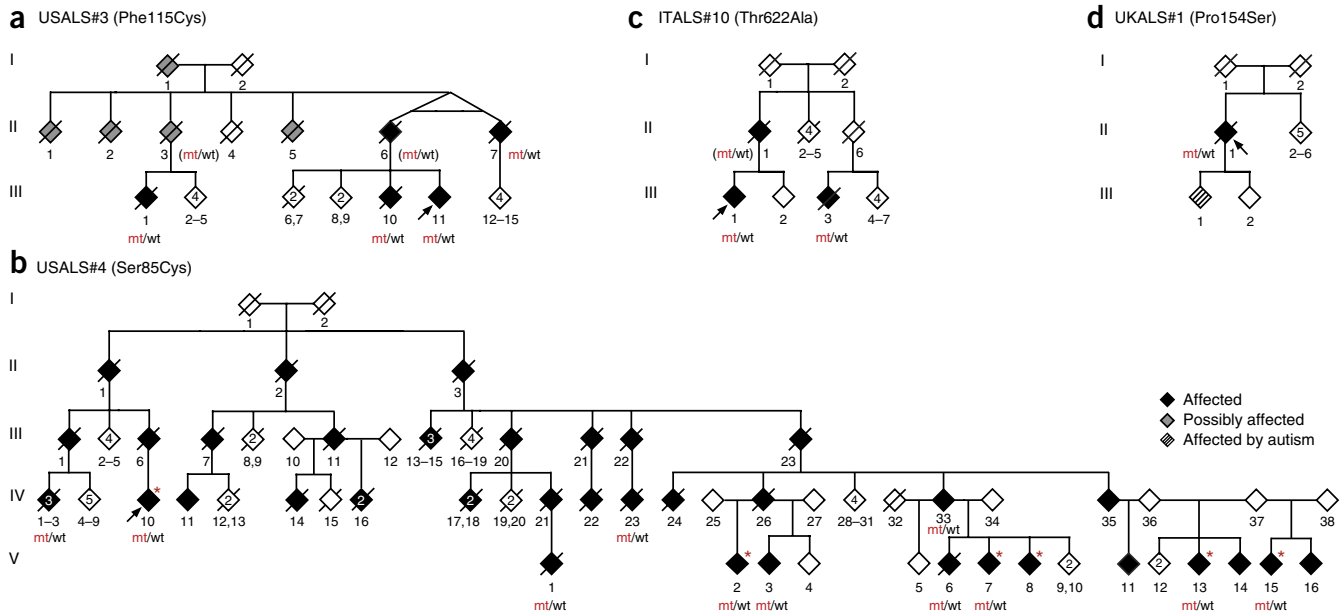 a USALS#3 (Phe115Cys)
I
1 2
II
1 2 3 (mt/wt) 4 5 6 (mt/wt) 7 mt/wt
III
4 2 2 4
1 2–5 6,7 8,9 10 11 12–15
mt/wt mt/wt mt/wt
c ITALS#10 (Thr622Ala)
I
1 2
II
4
(mt/wt) 1 2–5 6
III
4
1 2 3 4–7
mt/wt mt/wt
d UKALS#1 (Pro154Ser)
I
1 2
II
5
mt/wt 1 2–6
III
1 2
b USALS#4 (Ser85Cys)
I
1 2
II
1 2 3
III
4 2 3 4
1 2–5 6 7 8,9 10 11 12 13–15 16–19 20 21 22 23
IV
3 5 * 2 2 2 2 4
1–3 4–9 10 11 12,13 14 15 16 17,18 19,20 21 22 23 24 25 26 27 28–31 32 33 34 35 36 37 38
mt/wt mt/wt mt/wt mt/wt
V
* * * 2 2 * *
1 2 3 4 5 6 7 8 9,10 11 12 13 14 15 16
mt/wt mt/wt mt/wt mt/wt mt/wt mt/wt mt/wt
Affected
Possibly affected
Affected by autism